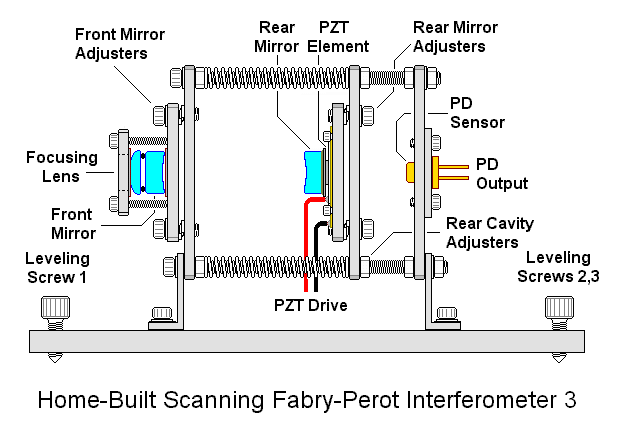 Front Mirror
Adjusters
Rear
Mirror
PZT
Element
Rear Mirror
Adjusters
PD
Sensor
Focusing
Lens
PD
Output
Front
Mirror
Rear Cavity
Adjusters
Leveling
Screw 1
Leveling
Screws 2,3
PZT Drive
Home-Built Scanning Fabry-Perot Interferometer 3